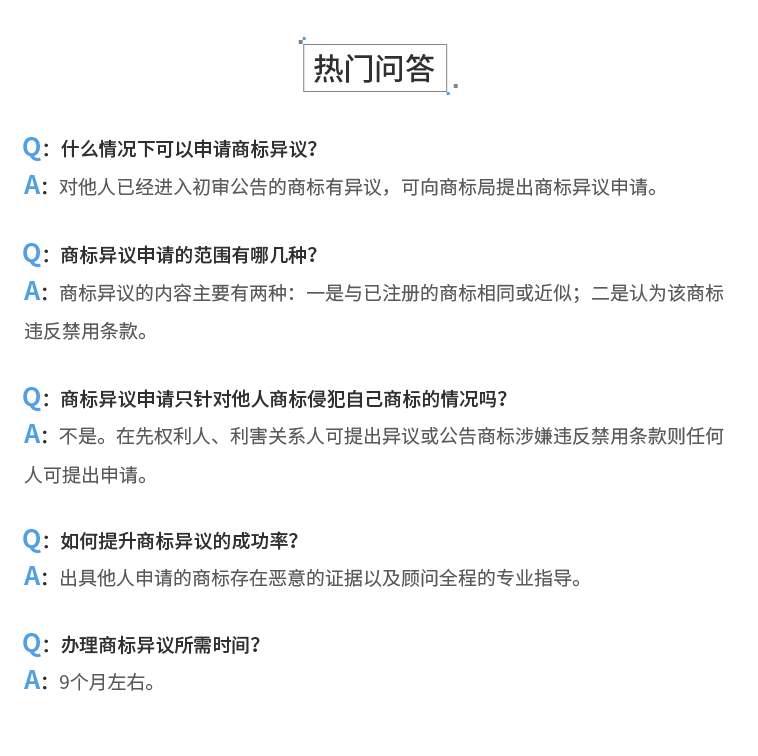 热门问答
Q：什么情况下可以申请商标异议？
A：对他人已经进入初审公告的商标有异议，可向商标局提出商标异议申请。
Q：商标异议申请的范围有哪几种？
A：商标异议的内容主要有两种：一是与已注册的商标相同或近似；二是认为该商标
违反禁用条款。
Q：商标异议申请只针对他人商标侵犯自己商标的情况吗？
A：不是。在先权利人、利害关系人可提出异议或公告商标涉嫌违反禁用条款则任何
人可提出申请。
Q：如何提升商标异议的成功率？
A：出具他人申请的商标存在恶意的证据以及顾问全程的专业指导。
Q：办理商标异议所需时间？
A：9个月左右。